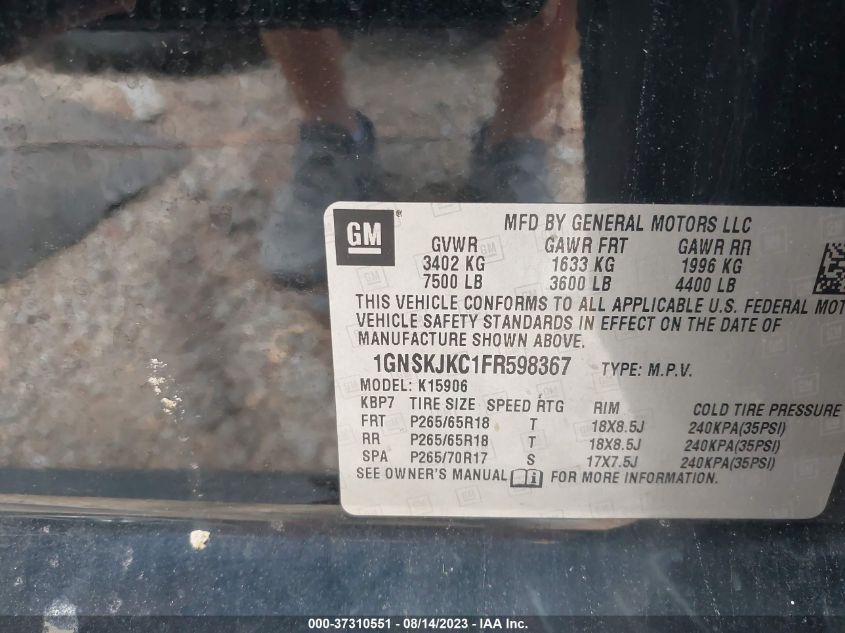 GM ®
MFD BY GENERAL MOTORS LLC
GVWR GAWR FRT GAWR RR
3402 KG 1633 KG 1996 KG
7500 LB 3600 LB 4400 LB
THIS VEHICLE CONFORMS TO ALL APPLICABLE U.S. FEDERAL MOT
VEHICLE SAFETY STANDARDS IN EFFECT ON THE DATE OF
MANUFACTURE SHOWN ABOVE.
1GNSKJKC1FR598367 TYPE: M.P.V.
MODEL: K15906
KBP7 TIRE SIZE SPEED RTG RIM COLD TIRE PRESSURE
FRT P265/65R18 T 18X8.5J 240KPA(35PSI)
RR P265/65R18 T 18X8.5J 240KPA(35PSI)
SPA P265/70R17 S 17X7.5J 240KPA(35PSI)
SEE OWNER'S MANUAL FOR MORE INFORMATION.
000-37310551 - 08/14/2023 - IAA Inc.